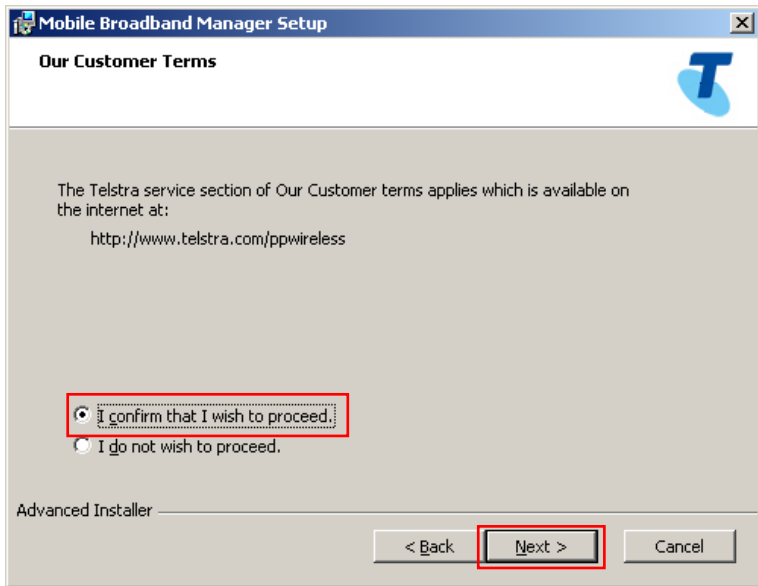 Mobile Broadband Manager Setup
Our Customer Terms
T
The Telstra service section of Our Customer terms applies which is available on
the internet at:
http://www.telstra.com/ppwireless
I confirm that I wish to proceed.
I do not wish to proceed.
Advanced Installer
< Back Next > Cancel